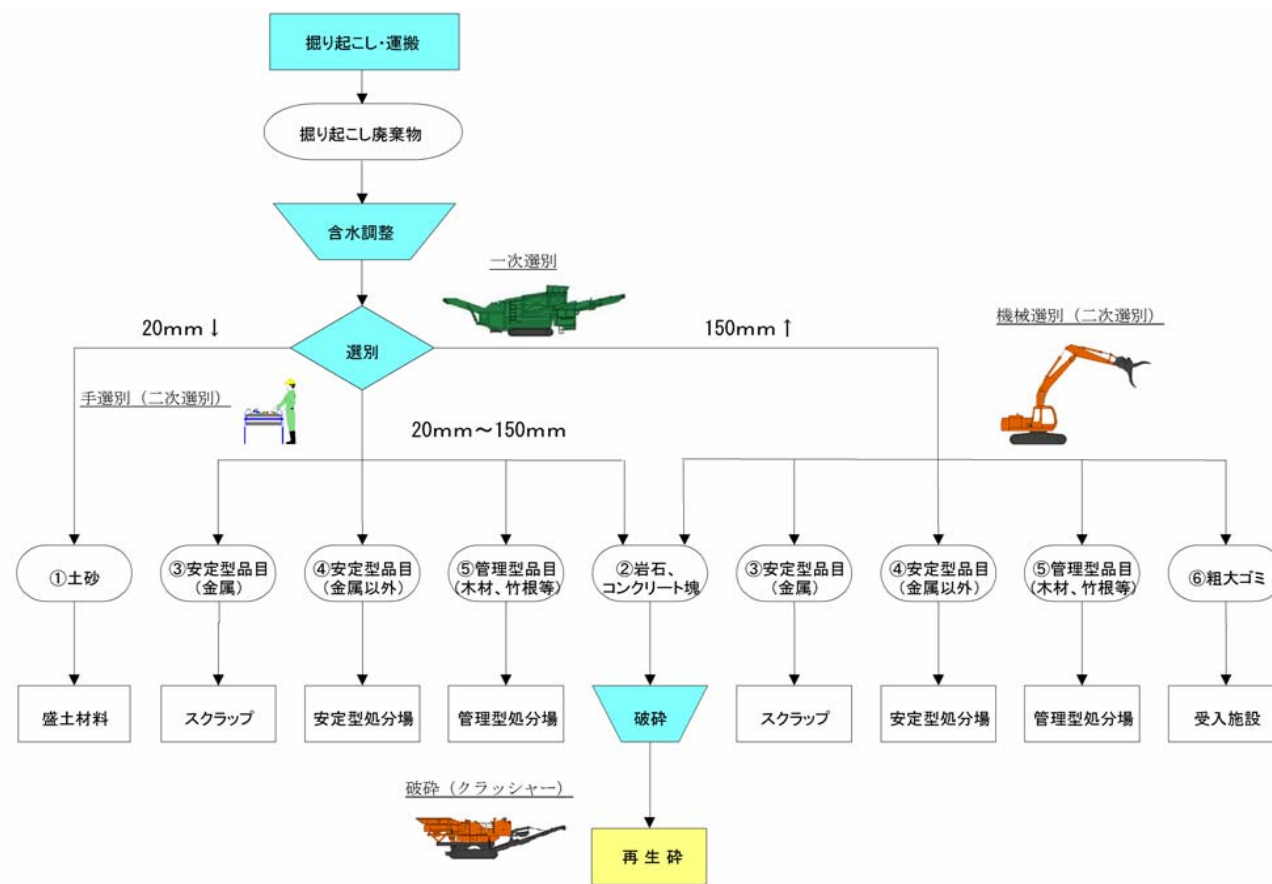 掘り起こし・運搬
掘り起こし廃棄物
含水調整
一次選別
20mm↓
選別
150mm↑
機械選別（二次選別）
手選別（二次選別）
20mm～150mm
①土砂
③安定型品目
(金属)
④安定型品目
(金属以外)
⑤管理型品目
(木材、竹根等)
②岩石、
コンクリート塊
③安定型品目
(金属)
④安定型品目
(金属以外)
⑤管理型品目
(木材、竹根等)
⑥粗大ゴミ
盛土材料
スクラップ
安定型処分場
管理型処分場
破砕
スクラップ
安定型処分場
管理型処分場
受入施設
破砕（クラッシャー）
再生砕